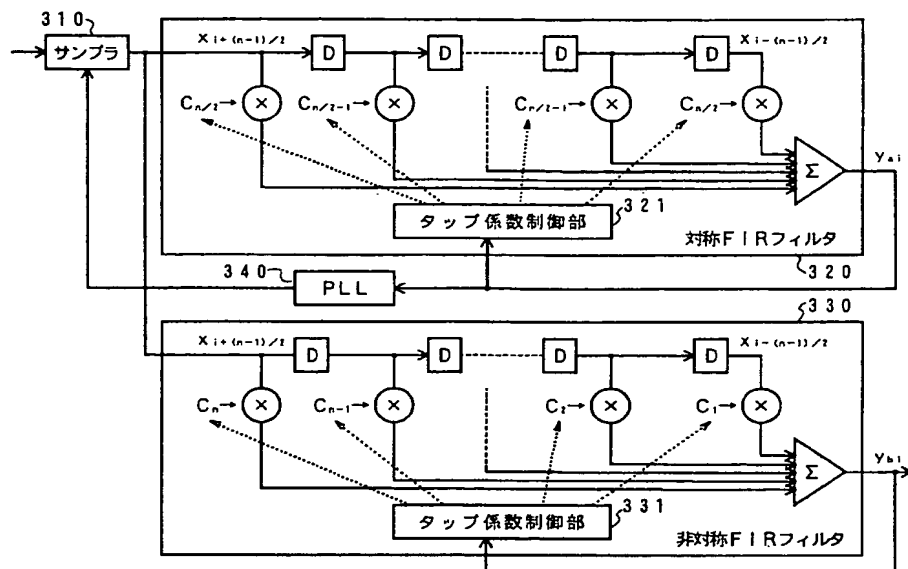 310
サンプラ
X i+(n-1)/2
D
D
D
X i-(n-1)/2
D
C n/2
×
C n/2-1
×
C n/2-1
×
C n/2
×
Σ
y ai
タップ係数制御部
321
対称FIRフィルタ
320
340
PLL
330
X i+(n-1)/2
D
D
D
X i-(n-1)/2
D
C n
×
C n-1
×
C 2
×
C 1
×
Σ
y bi
タップ係数制御部
331
非対称FIRフィルタ